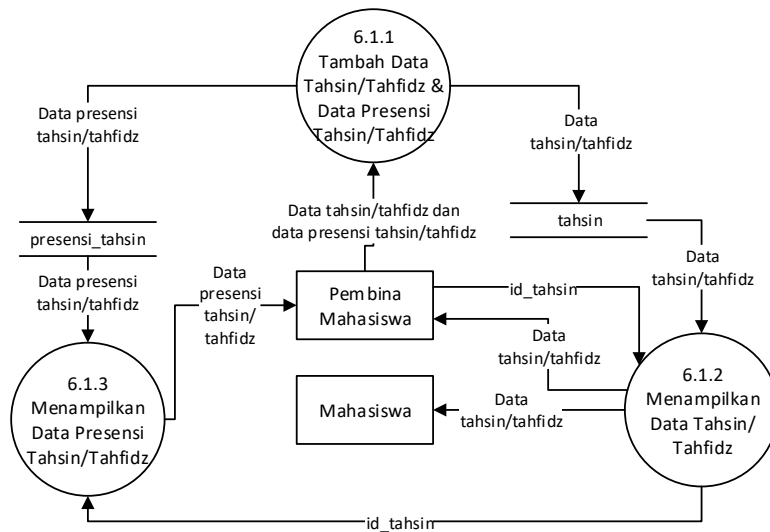 6.1.1
Tambah Data
Tahsin/Tahfidz &
Data Presensi
Tahsin/Tahfidz
Data presensi
tahsin/tahfidz
Data
tahsin/tahfidz
Data tahsin/tahfidz dan
data presensi tahsin/tahfidz
presensi_tahsin
tahsin
Data presensi
tahsin/tahfidz
Data
presensi
tahsin/
tahfidz
Pembina
Mahasiswa
id_tahsin
Data
tahsin/tahfidz
Data
tahsin/tahfidz
6.1.3
Menampilkan
Data Presensi
Tahsin/Tahfidz
Mahasiswa
Data
tahsin/tahfidz
6.1.2
Menampilkan
Data Tahsin/
Tahfidz
id_tahsin